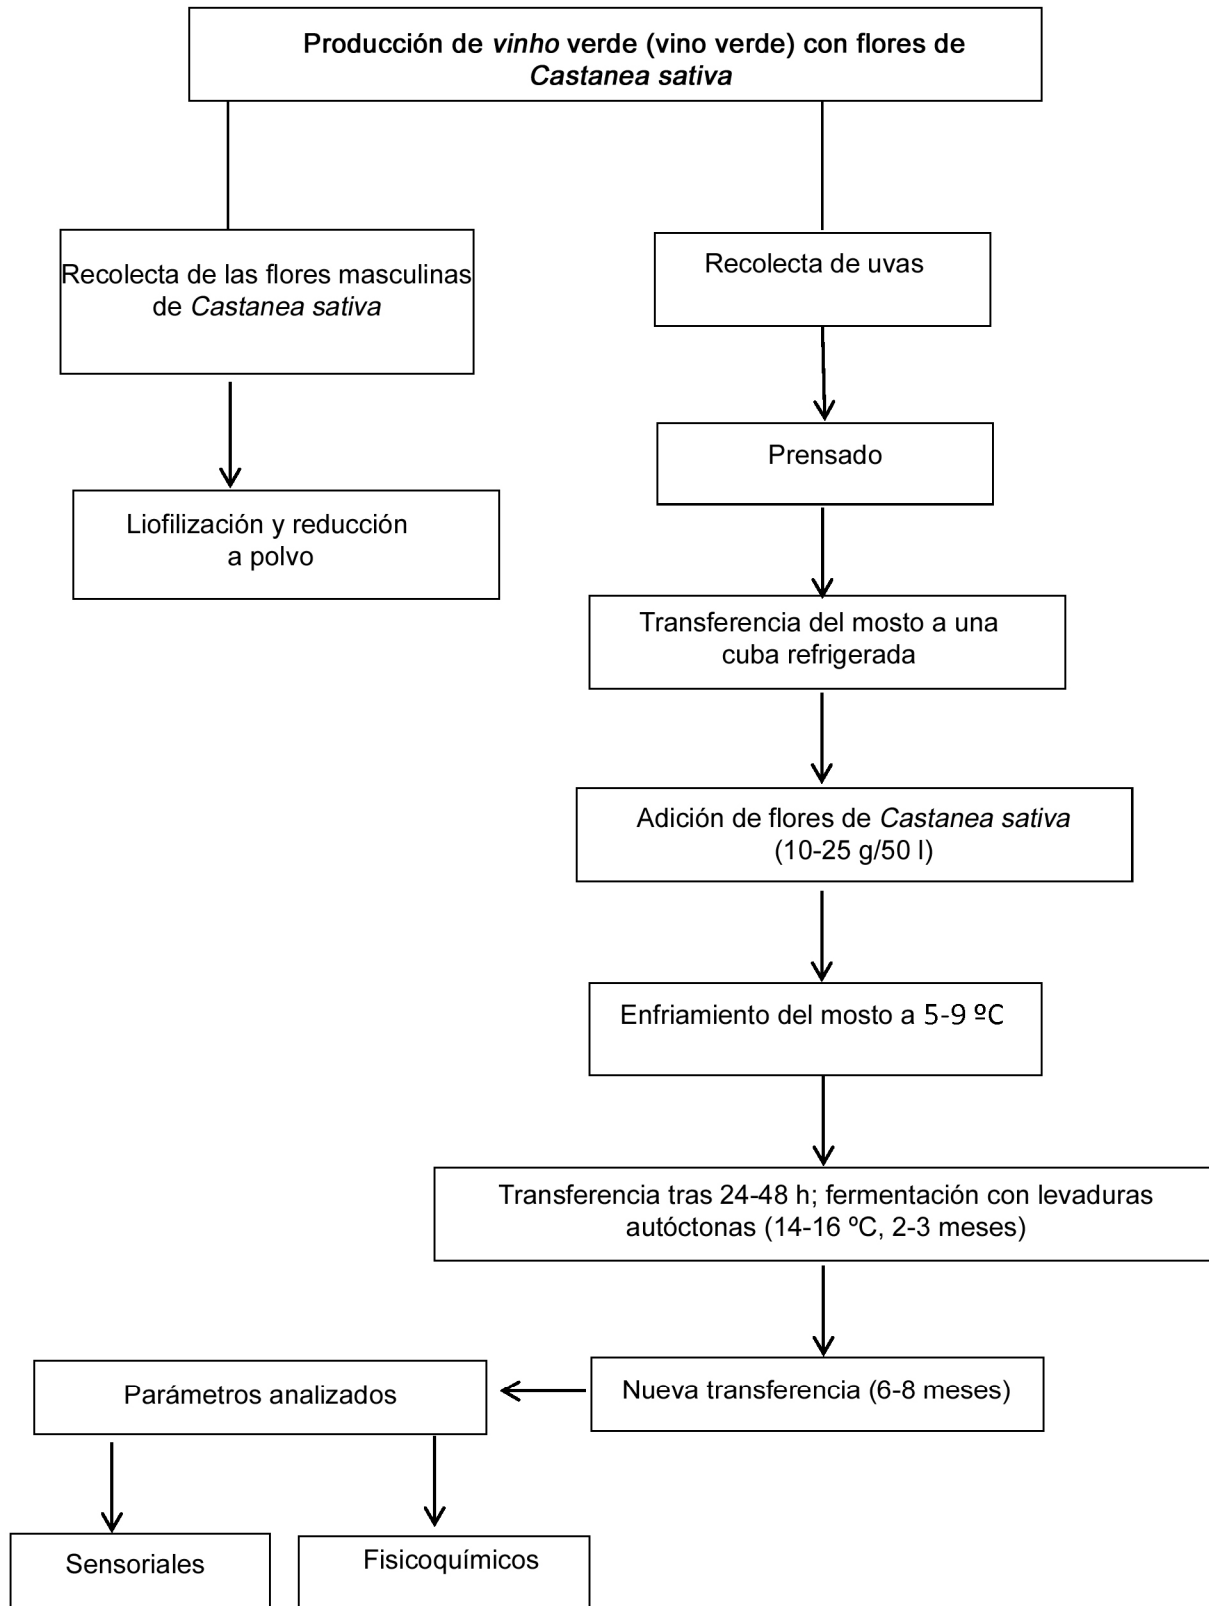 Producción de vinho verde (vino verde) con flores de
Castanea sativa
Recolecta de las flores masculinas
de Castanea sativa
Recolecta de uvas
Prensado
Liofilización y reducción
a polvo
Transferencia del mosto a una
cuba refrigerada
Adición de flores de Castanea sativa
(10-25 g/50 l)
Enfriamiento del mosto a 5-9 ºC
Transferencia tras 24-48 h; fermentación con levaduras
autóctonas (14-16 ºC, 2-3 meses)
Nueva transferencia (6-8 meses)
Parámetros analizados
Sensoriales
Fisicoquímicos